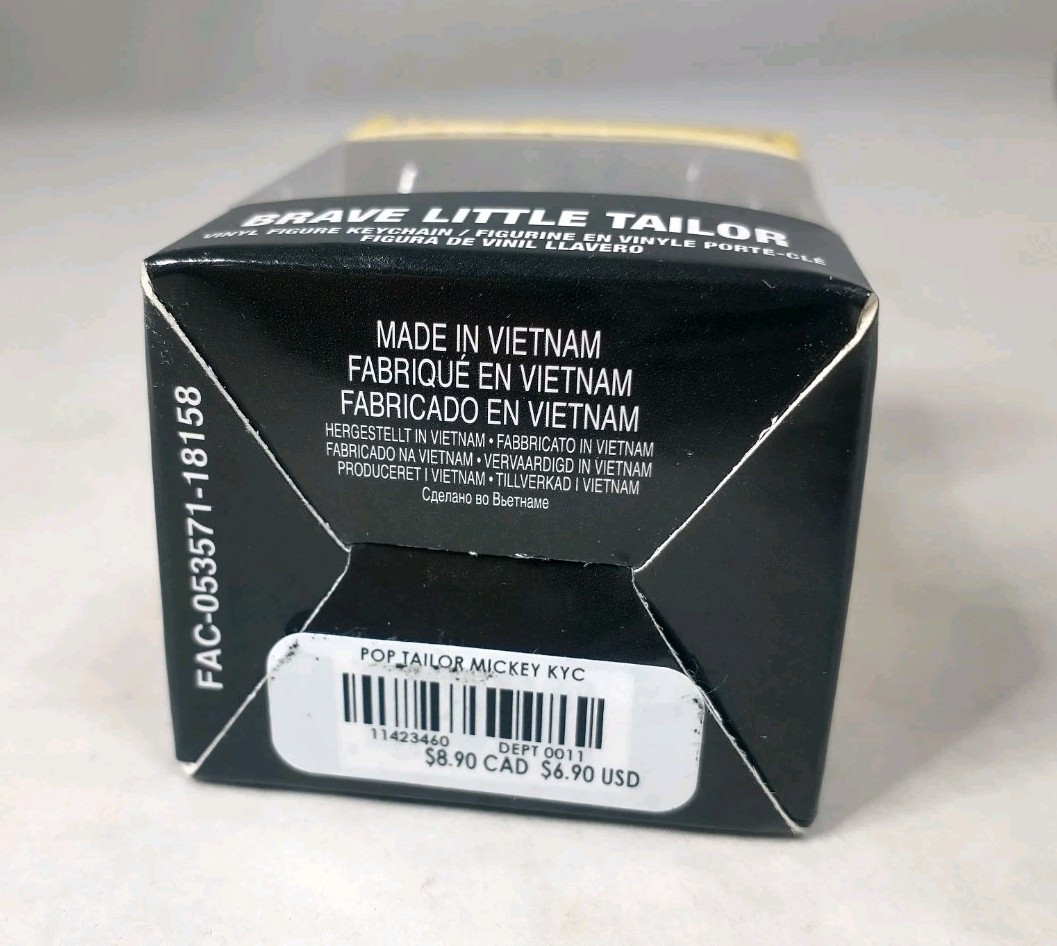 BRAVE LITTLE TAILOR
VINYL FIGURE KEYCHAIN / FIGURINE EN VINYLE PORTE-CLÉ
FIGURA DE VINIL LLAVERO
MADE IN VIETNAM
FABRIQUÉ EN VIETNAM
FABRICADO EN VIETNAM
HERGESTELLT IN VIETNAM • FABBRICATO IN VIETNAM
FABRICADO NA VIETNAM • VERVAARDIGD IN VIETNAM
PRODUCERET I VIETNAM • TILLVERKAD I VIETNAM
Сделано во Вьетнаме
FAC-053571-18158
POP TAILOR MICKEY KYC
11423460 DEPT 0011
$8.90 CAD $6.90 USD